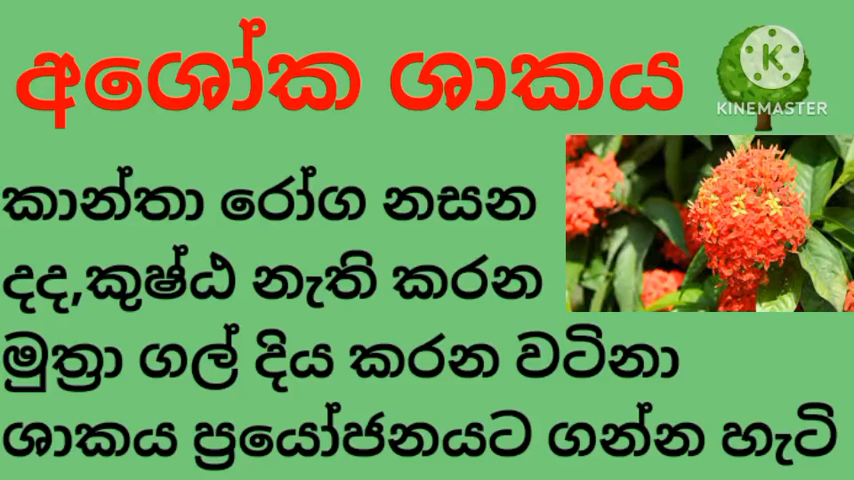 අශෝක ශාකය
KINEMASTER
කාන්තා රෝග නසන
දද,කුෂ්ඨ නැති කරන
මුත්‍රා ගල් දිය කරන වටිනා
ශාකය ප්‍රයෝජනයට ගන්න හැටි